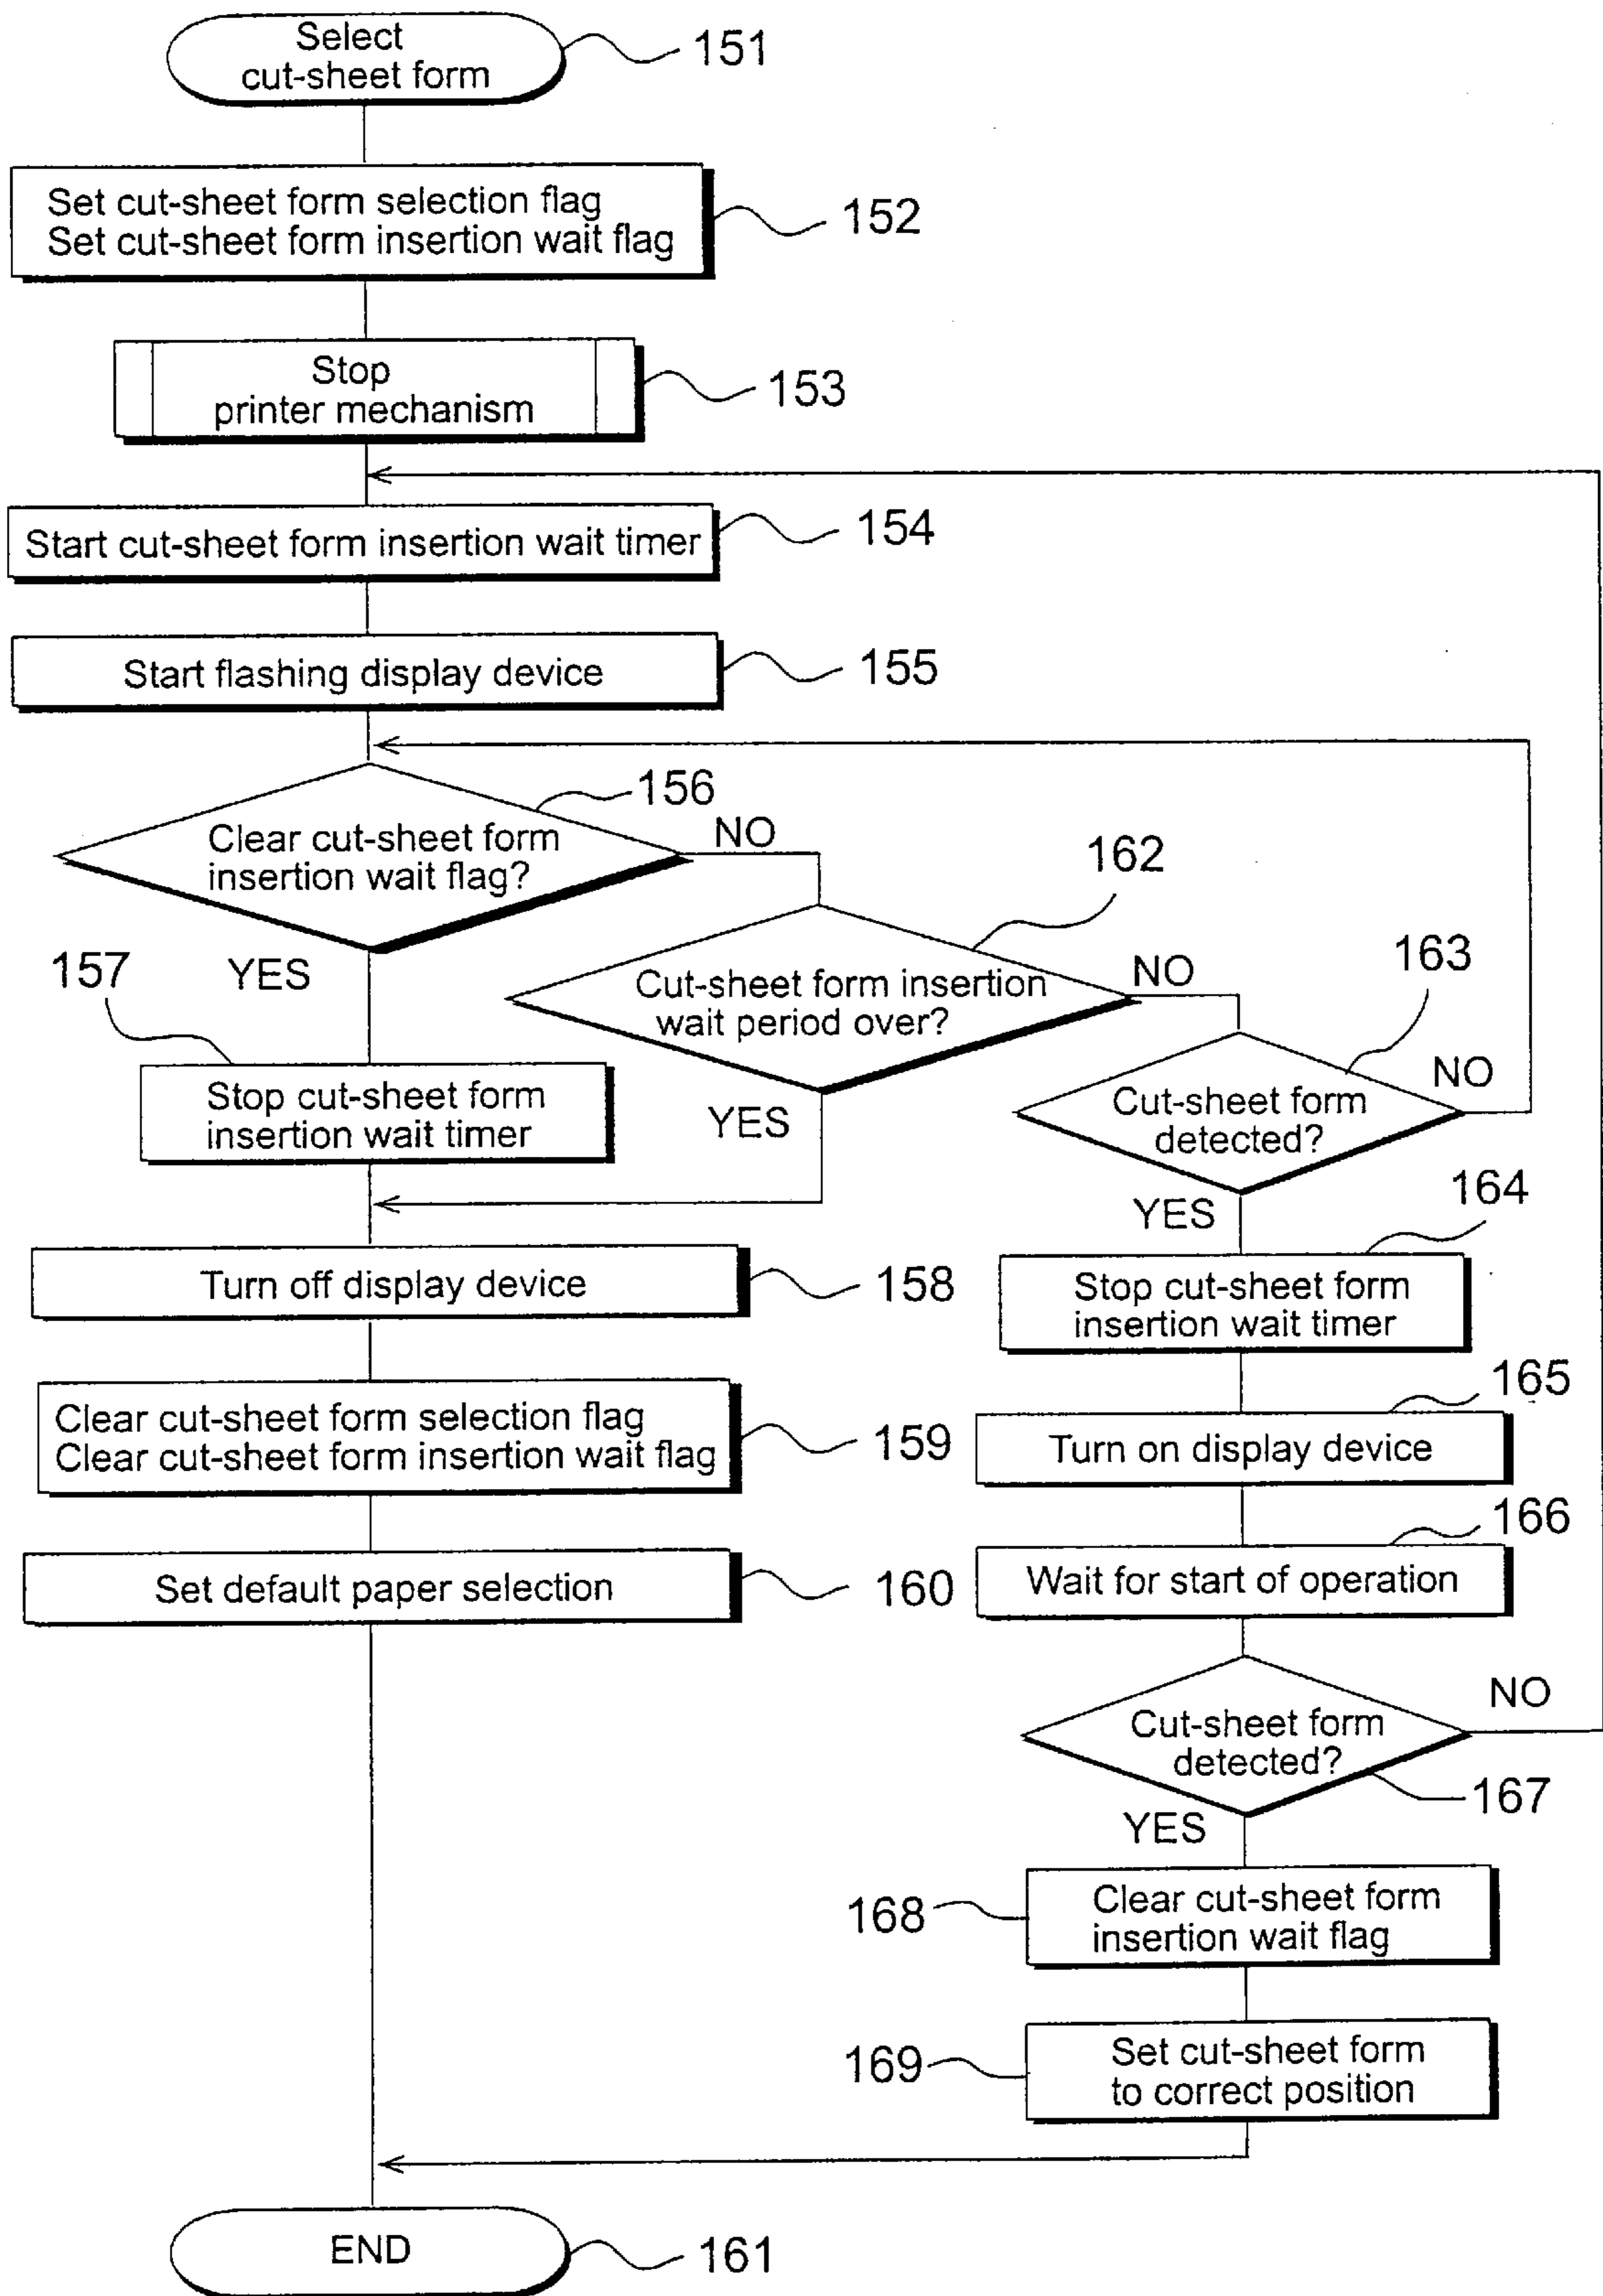 Select
cut-sheet form
151
Set cut-sheet form selection flag
Set cut-sheet form insertion wait flag
152
Stop
printer mechanism
153
Start cut-sheet form insertion wait timer
154
Start flashing display device
155
156
Clear cut-sheet form
insertion wait flag?
NO
YES
162
Cut-sheet form insertion
wait period over?
NO
YES
163
Cut-sheet form
detected?
NO
YES
157
Stop cut-sheet form
insertion wait timer
164
Stop cut-sheet form
insertion wait timer
Turn off display device
158
165
Turn on display device
Clear cut-sheet form selection flag
Clear cut-sheet form insertion wait flag
159
166
Wait for start of operation
Set default paper selection
160
Cut-sheet form
detected?
NO
167
YES
168
Clear cut-sheet form
insertion wait flag
169
Set cut-sheet form
to correct position
END
161